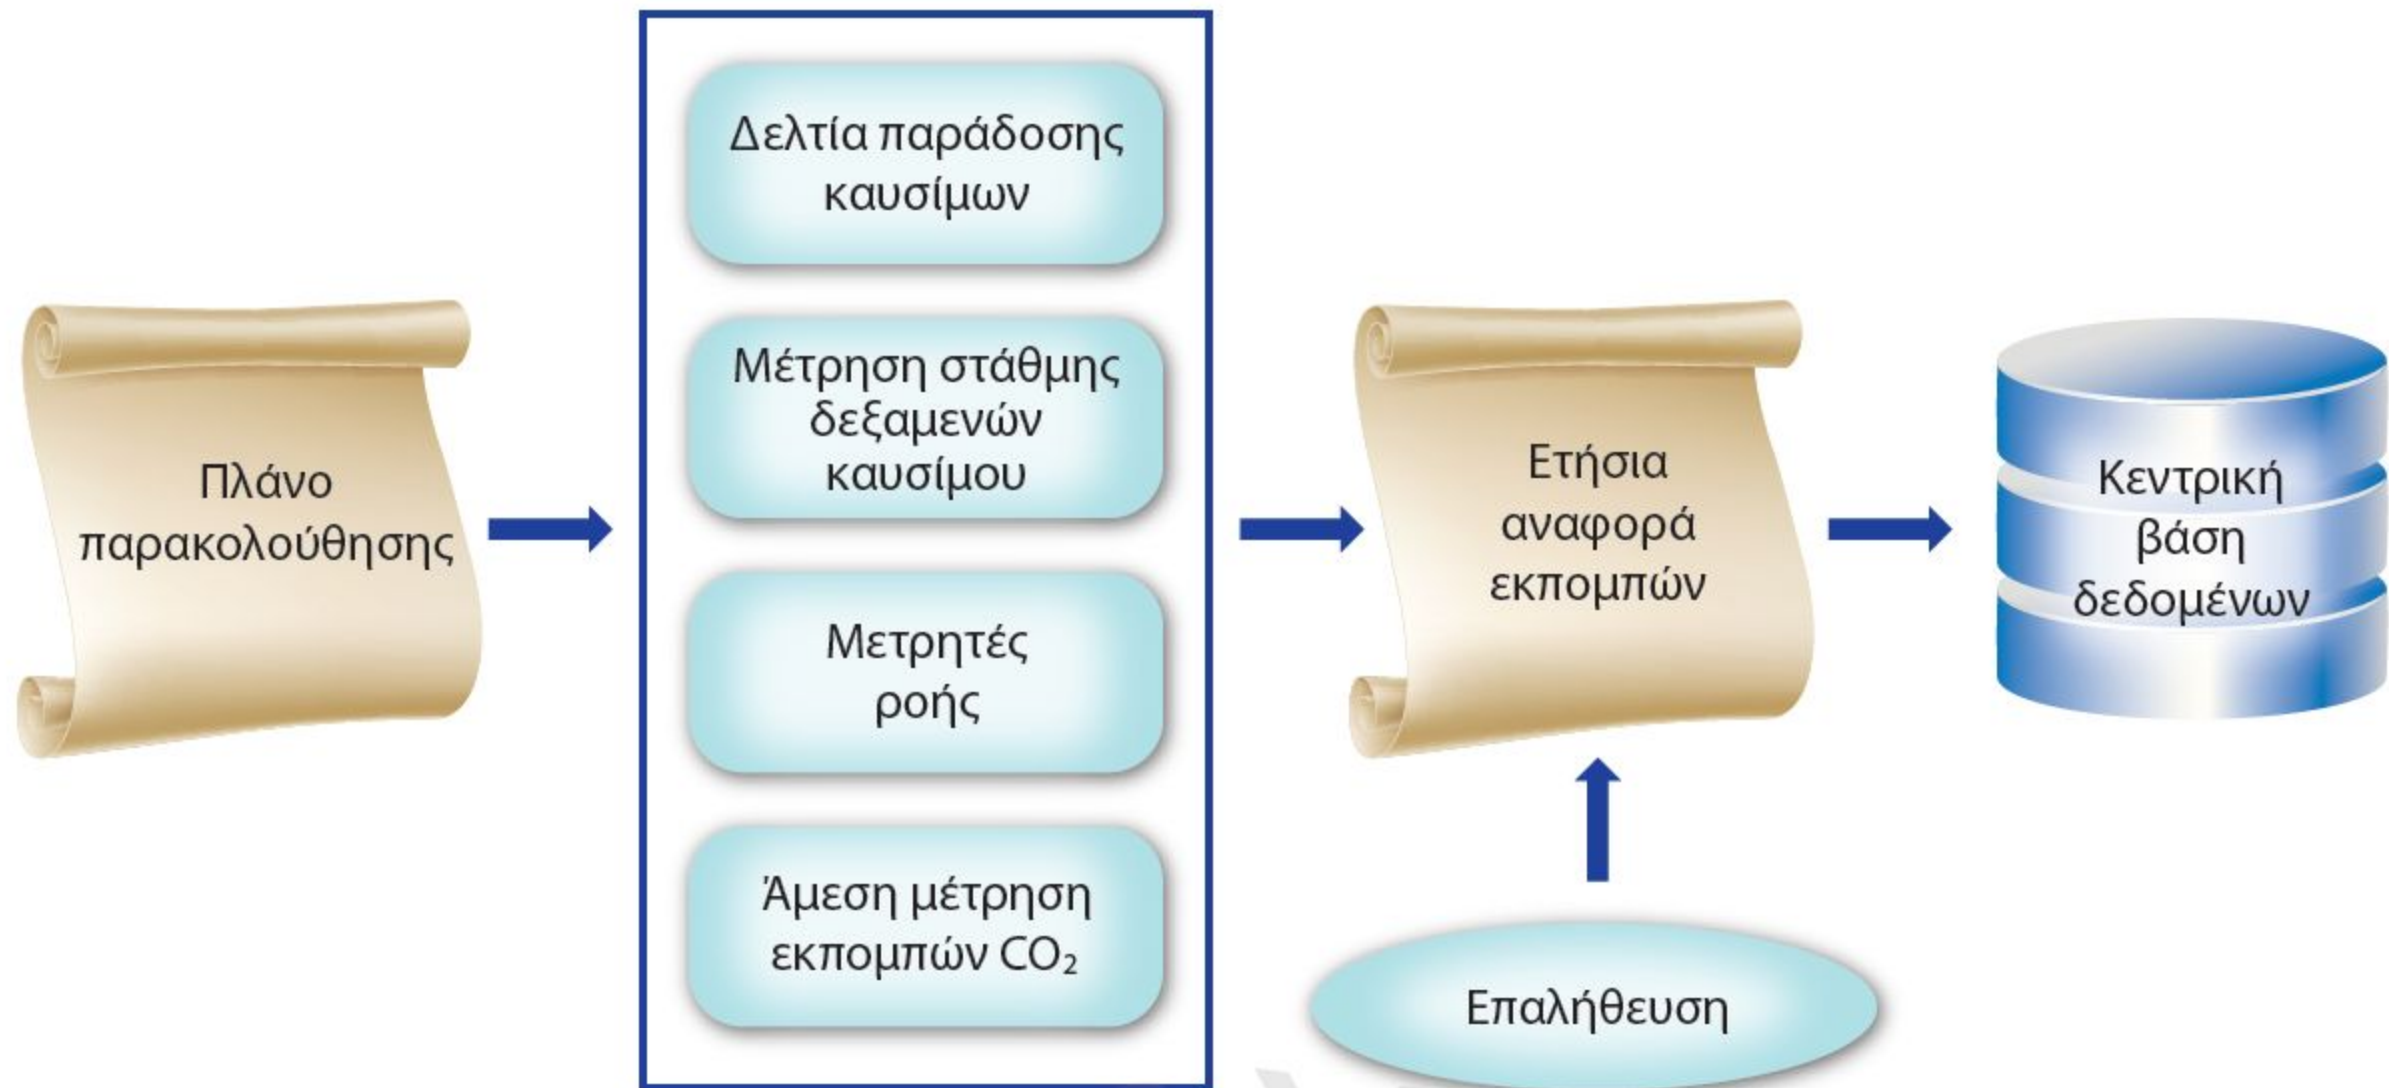 Πλάνο
παρακολούθησης
Δελτία παράδοσης
καυσίμων
Μέτρηση στάθμης
δεξαμενών
καυσίμου
Μετρητές
ροής
Άμεση μέτρηση
εκπομπών CO₂
Ετήσια
αναφορά
εκπομπών
Επαλήθευση
Κεντρική
βάση
δεδομένων